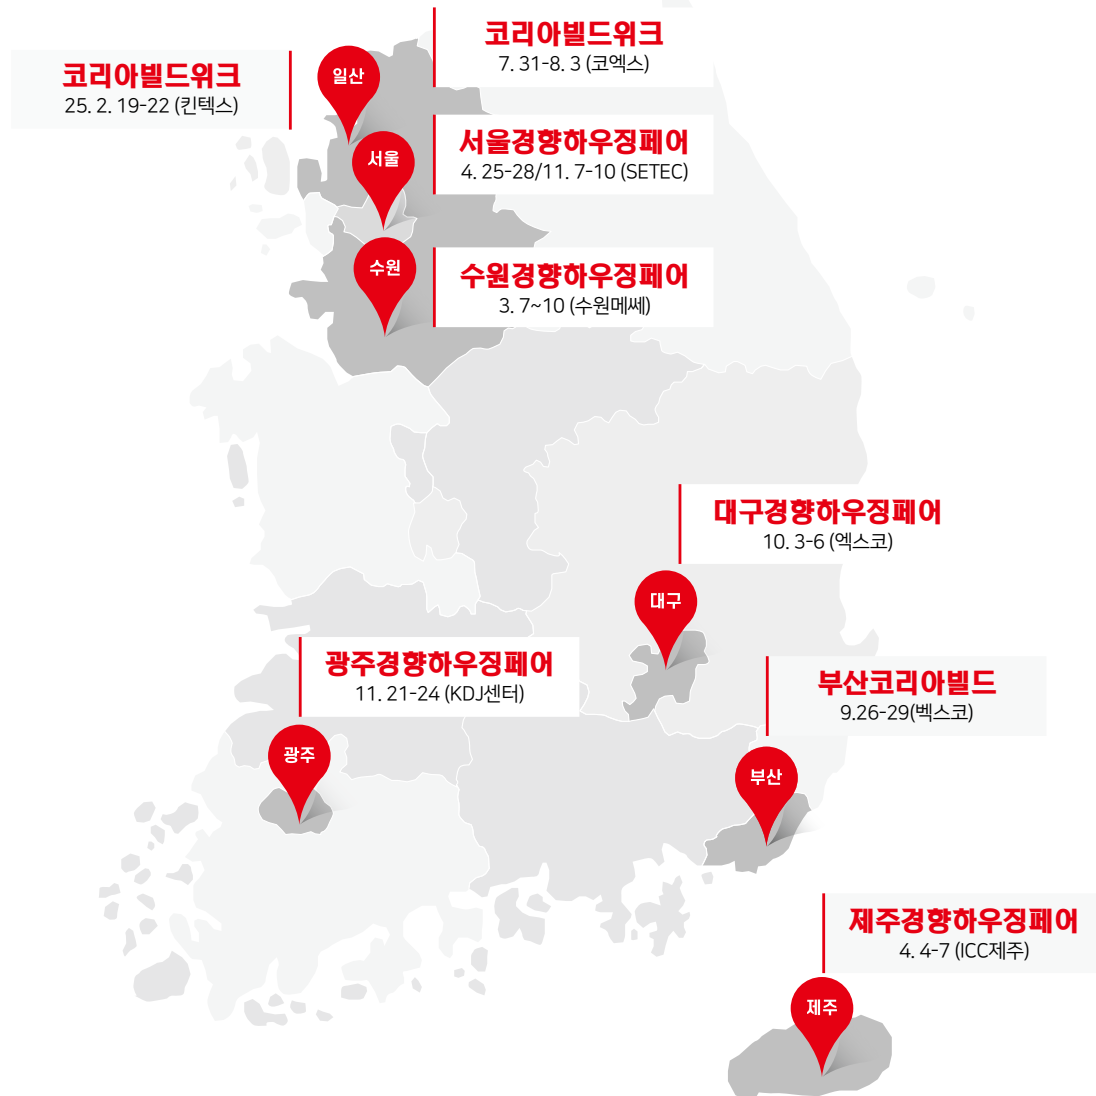 코리아빌드위크
7. 31-8. 3 (코엑스)
코리아빌드위크
25. 2. 19-22 (킨텍스)
일산
서울경향하우징페어
4. 25-28/11. 7-10 (SETEC)
서울
수원경향하우징페어
3. 7~10 (수원메쎄)
수원
대구경향하우징페어
10. 3-6 (엑스코)
대구
광주경향하우징페어
11. 21-24 (KDJ센터)
광주
부산코리아빌드
9.26-29(벡스코)
부산
제주경향하우징페어
4. 4-7 (ICC제주)
제주